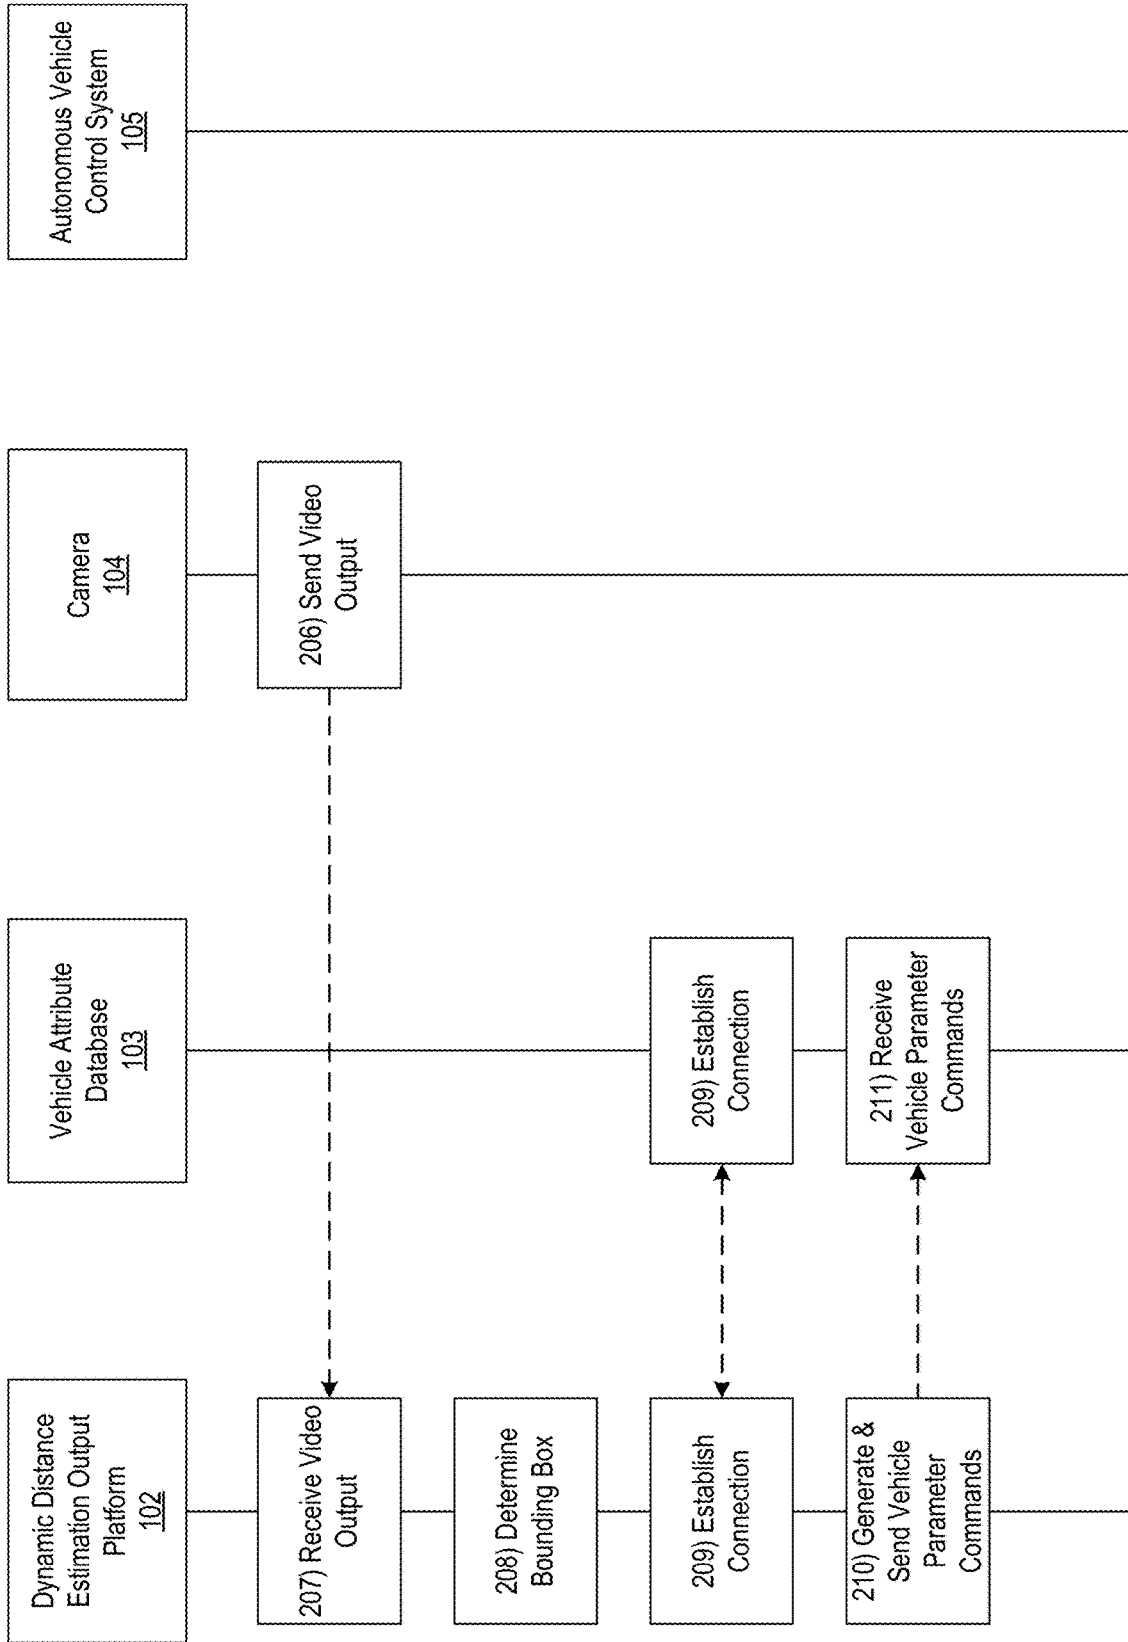 Dynamic Distance
Estimation Output
Platform
102
Vehicle Attribute
Database
103
Camera
104
Autonomous Vehicle
Control System
105
206) Send Video
Output
207) Receive Video
Output
208) Determine
Bounding Box
209) Establish
Connection
209) Establish
Connection
210) Generate &
Send Vehicle
Parameter
Commands
211) Receive
Vehicle Parameter
Commands